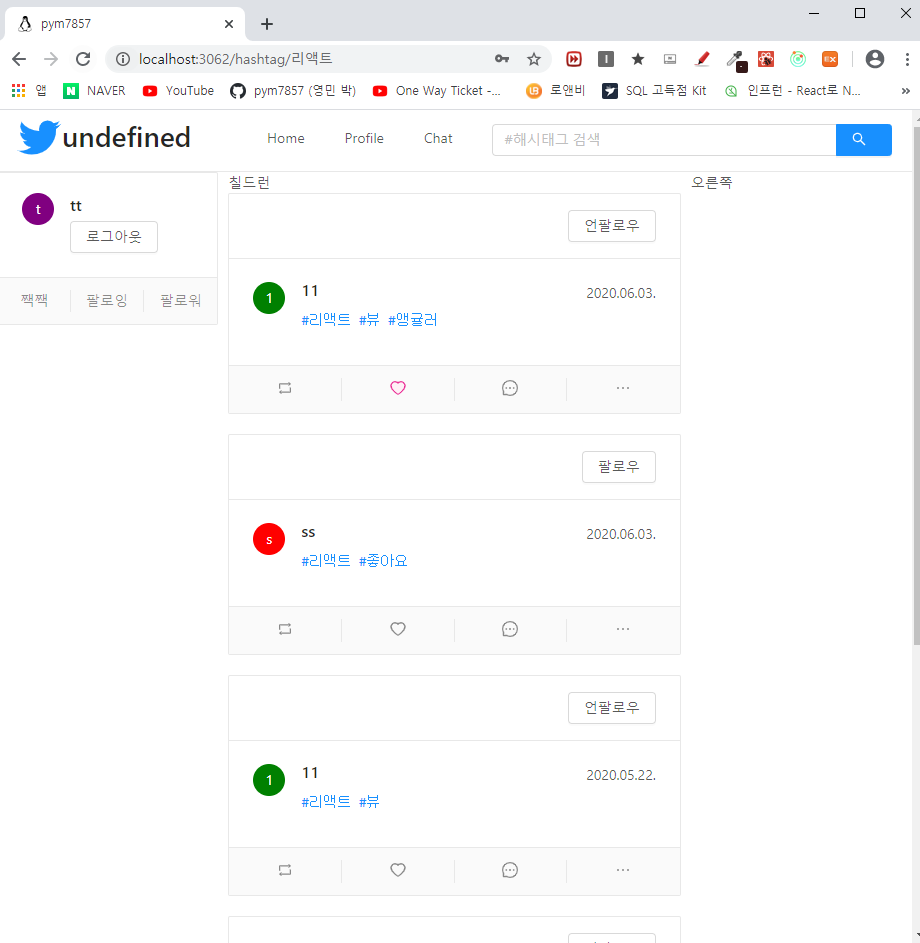 pym7857
localhost:3062/hashtag/리액트
앱 NAVER YouTube pym7857 (영민 박) One Way Ticket -... 로앤비 SQL 고득점 Kit 인프런 - React로 N... »
undefined Home Profile Chat #해시태그 검색
칠드런 오른쪽
t tt
로그아웃
짹짹 팔로잉 팔로워
언팔로우
1 11 2020.06.03.
#리액트 #뷰 #앵귤러
팔로우
s ss 2020.06.03.
#리액트 #좋아요
언팔로우
1 11 2020.05.22.
#리액트 #뷰